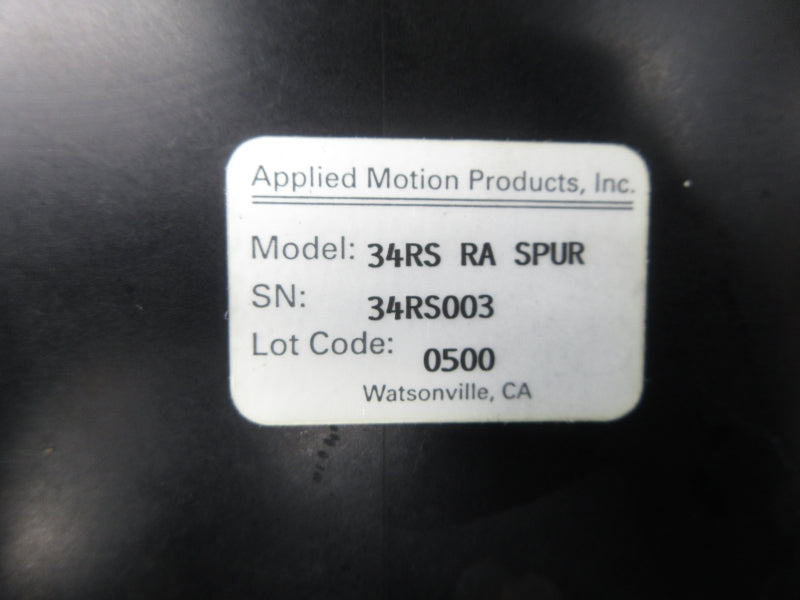 Applied Motion Products, Inc.
Model: 34RS RA SPUR
SN: 34RS003
Lot Code: 0500
Watsonville, CA